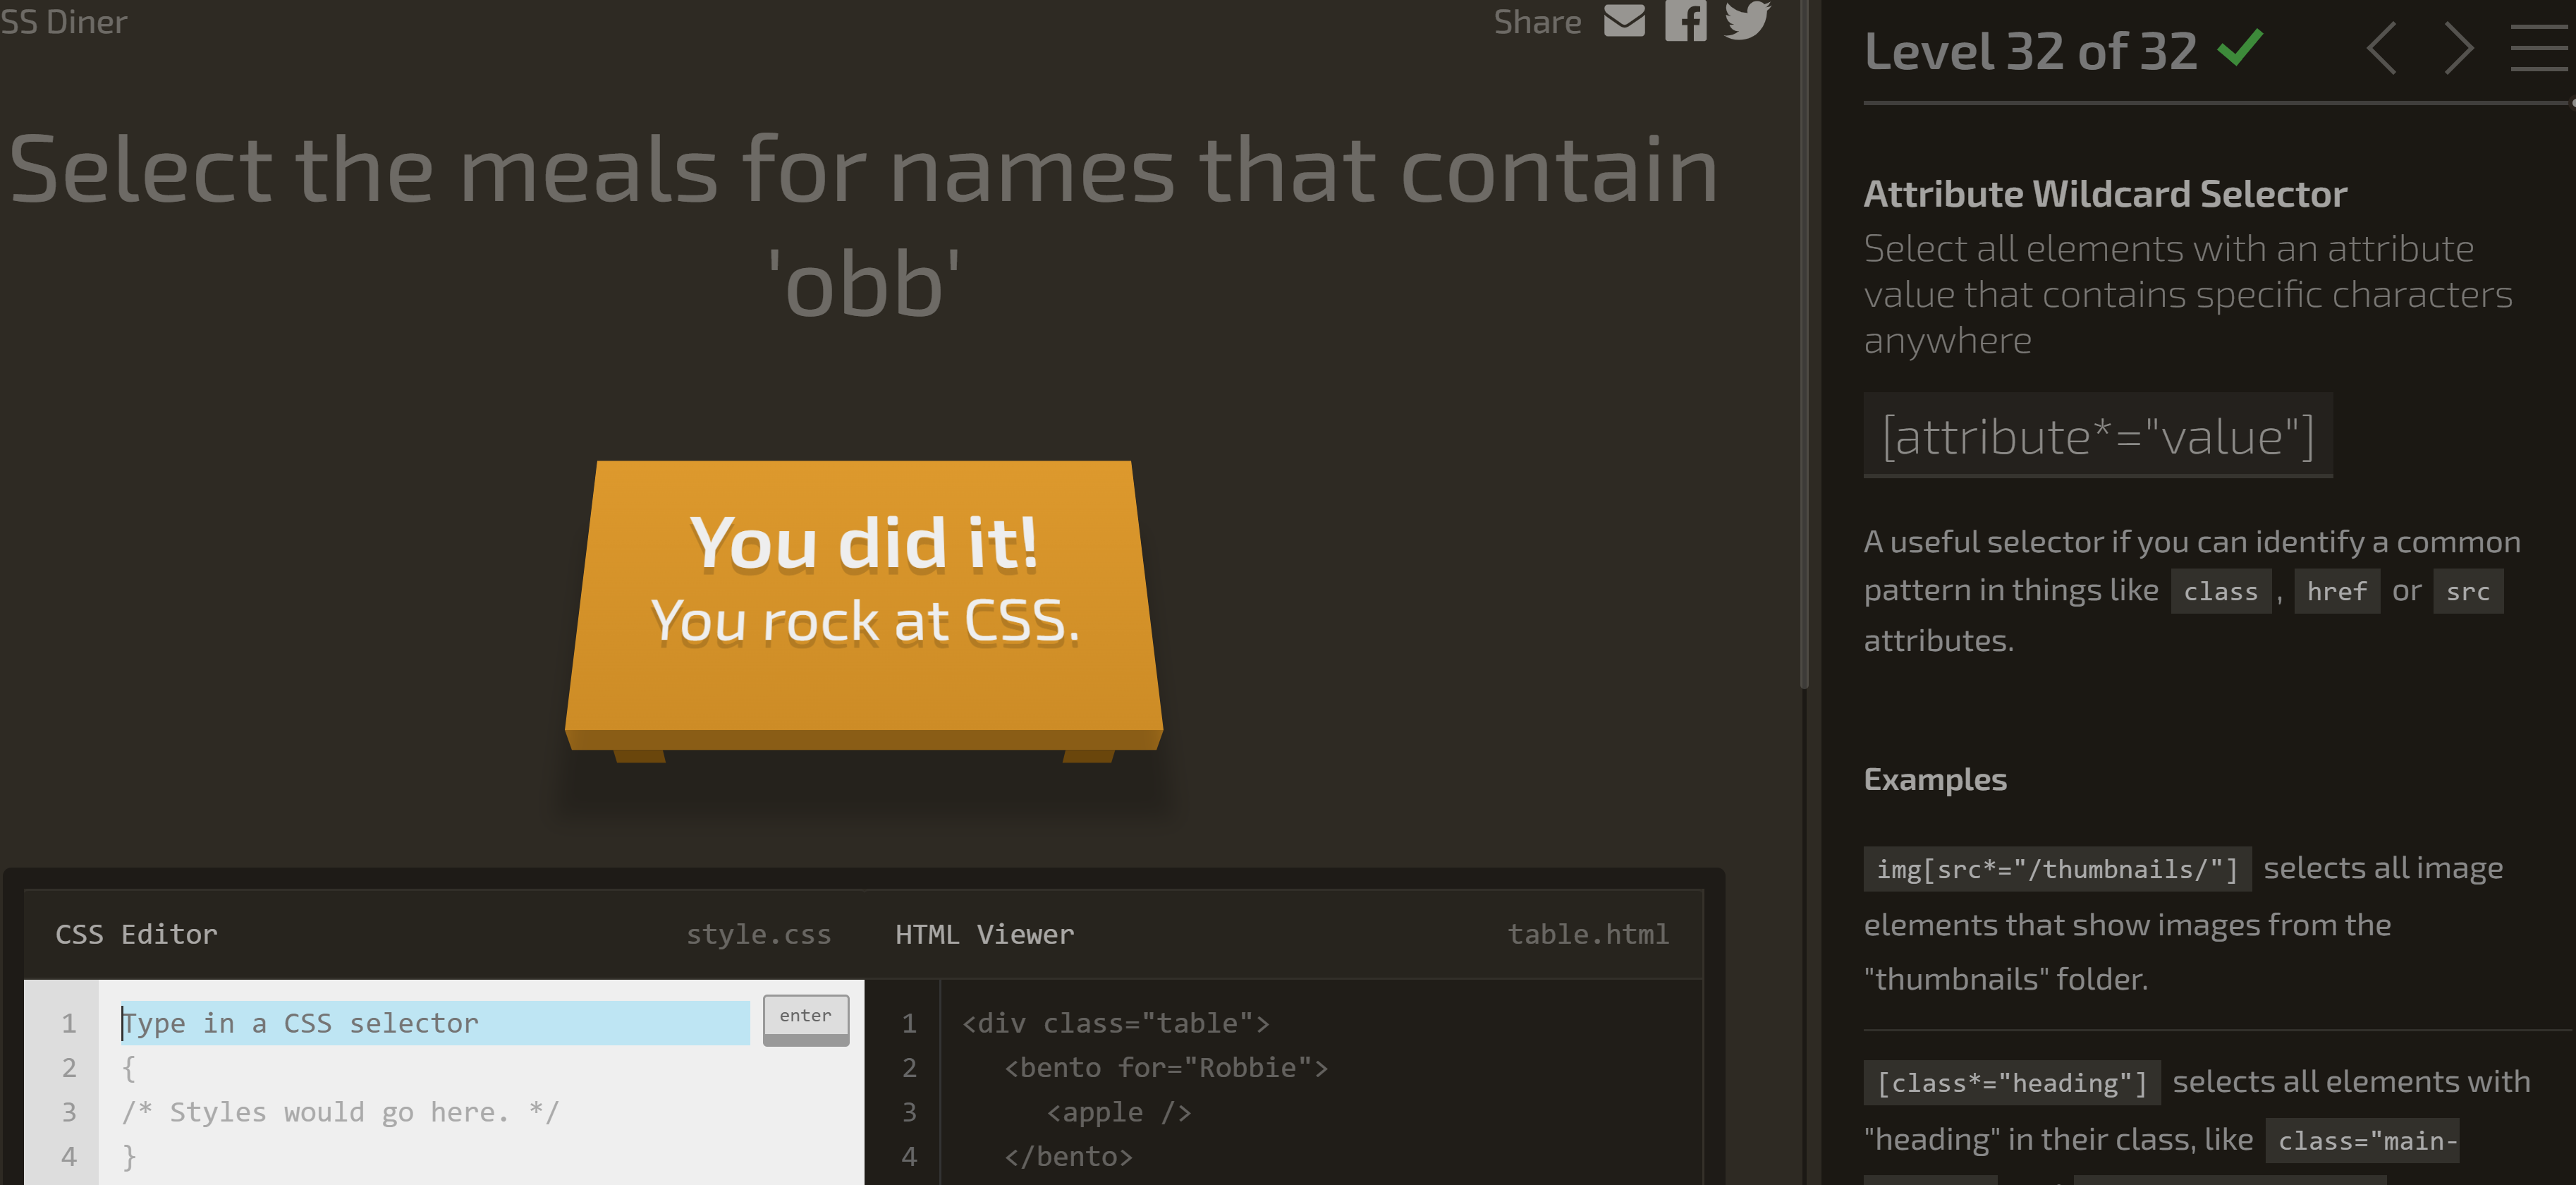 SS Diner
Share
Select the meals for names that contain
'obb'
You did it!
You rock at CSS.
CSS Editor
style.css
HTML Viewer
table.html
1
Type in a CSS selector
enter
2
{
3
/* Styles would go here. */
4
}
1
<div class="table">
2
<bento for="Robbie">
3
<apple />
4
</bento>
Level 32 of 32
Attribute Wildcard Selector
Select all elements with an attribute
value that contains specific characters
anywhere
[attribute*="value"]
A useful selector if you can identify a common
pattern in things like class , href or src
attributes.
Examples
img[src*="/thumbnails/"] selects all image
elements that show images from the
"thumbnails" folder.
[class*="heading"] selects all elements with
"heading" in their class, like class="main-